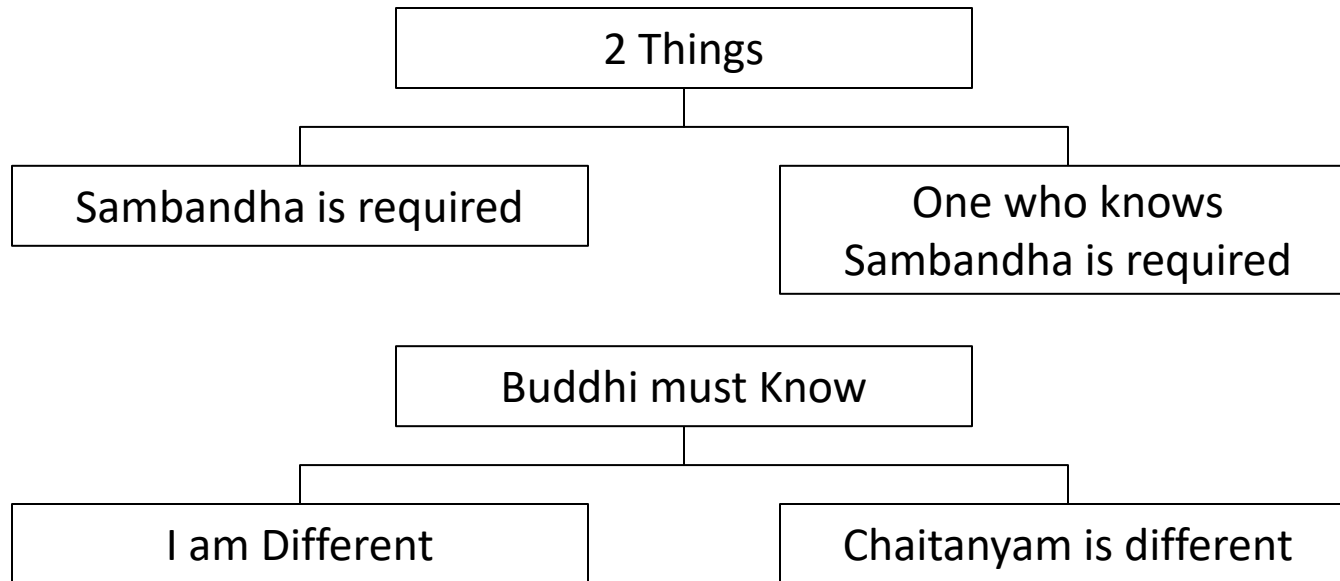 2 Things
Sambandha is required
One who knows
Sambandha is required
Buddhi must Know
I am Different
Chaitanyam is different